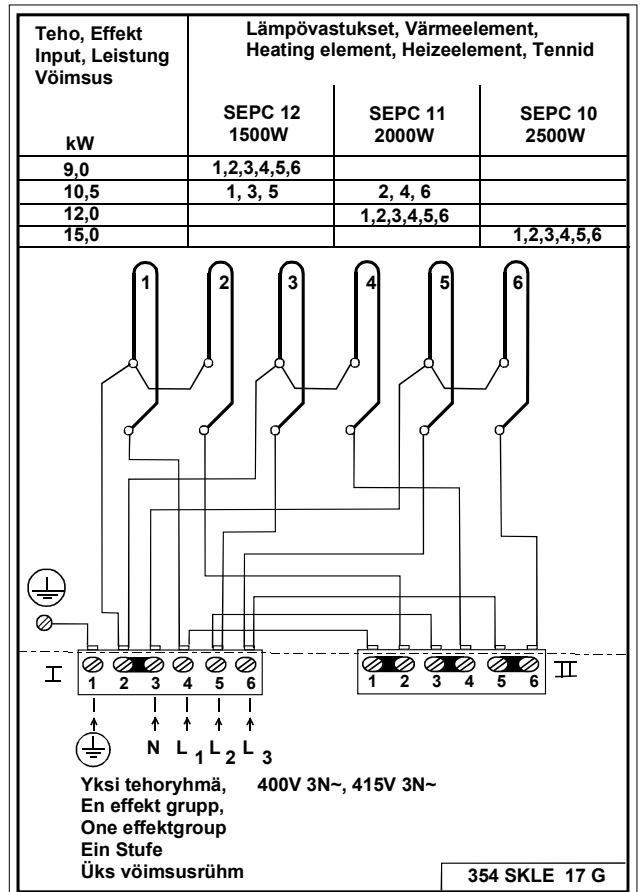 Teho, Effekt
Input, Leistung
Vöimsus
kW
Lämpövastukset, Värmeelement,
Heating element, Heizeelement, Tennid
SEPC 12 SEPC 11 SEPC 10
1500W 2000W 2500W
9,0 1,2,3,4,5,6
10,5 1, 3, 5 2, 4, 6
12,0 1,2,3,4,5,6
15,0 1,2,3,4,5,6
1 2 3 4 5 6
I II
1 2 3 4 5 6 1 2 3 4 5 6
N L 1 L 2 L 3
Yksi tehoryhmä, 400V 3N~, 415V 3N~
En effekt grupp,
One effektgroup
Ein Stufe
Üks vöimsusrühm
354 SKLE 17 G